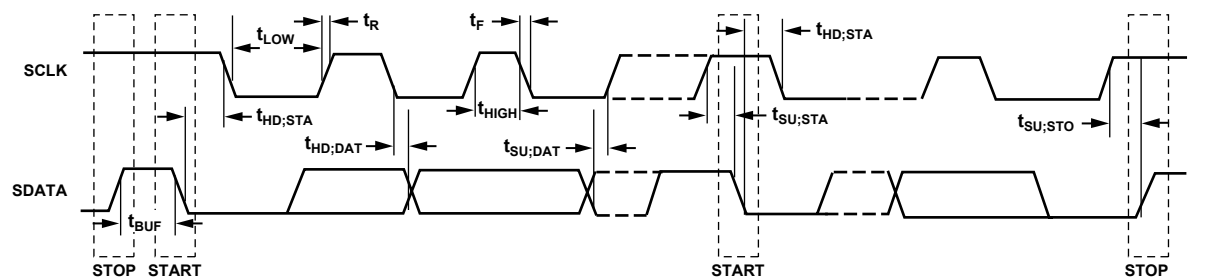 tR
tF
tLOW
tHD;STA
SCLK
tHD;STA
tHIGH
tSU;STA
tSU;STO
tHD;DAT
tSU;DAT
SDATA
tBUF
STOP START
START
STOP